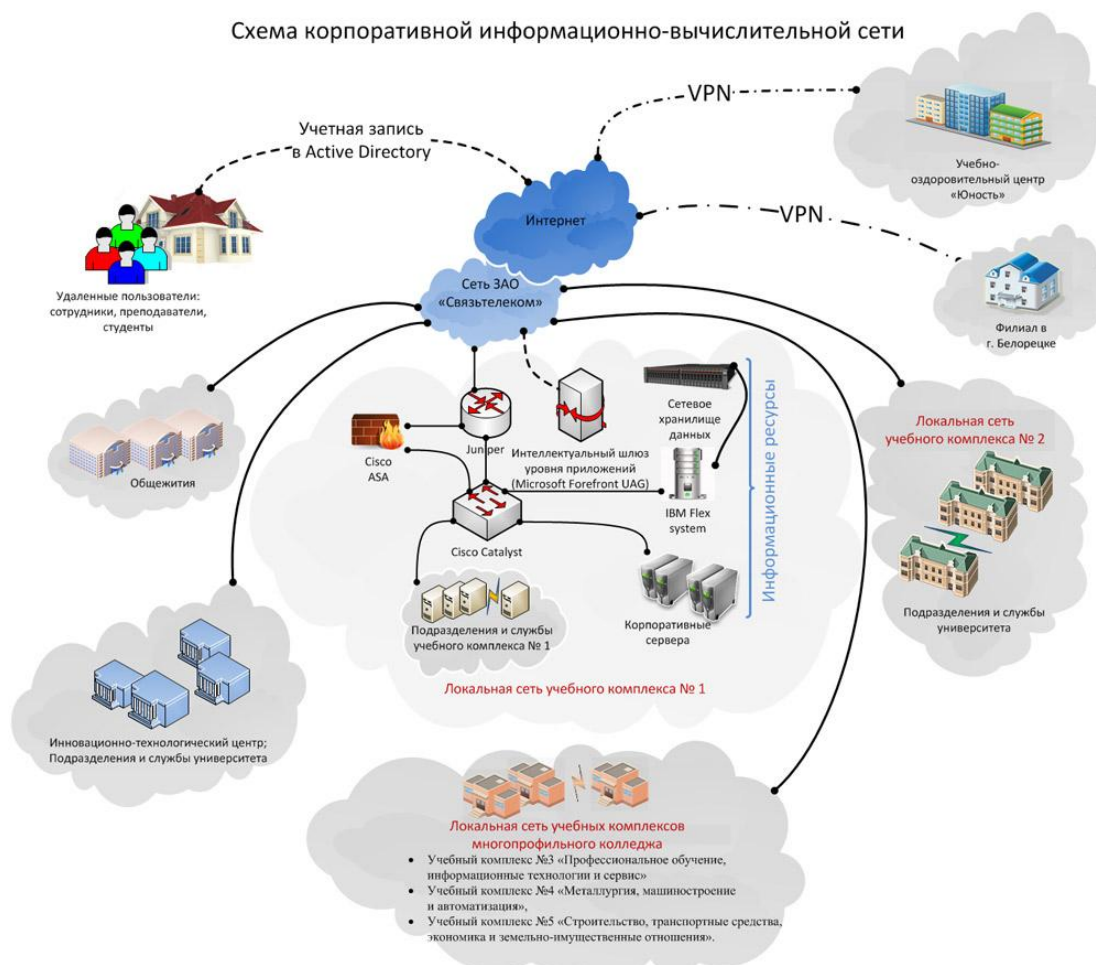 Схема корпоративной информационно-вычислительной сети
VPN
Учетная запись
в Active Directory
Учебно-
оздоровительный центр
«Юность»
Интернет
VPN
Удаленные пользователи:
сотрудники, преподаватели,
студенты
Сеть ЗАО
«Связьтелеком»
Филиал в
г. Белорецке
Общежития
Cisco
ASA
Juniper
Интеллектуальный шлюз
уровня приложений
(Microsoft Forefront UAG)
Сетевое
хранилище
данных
IBM Flex
system
Информационные ресурсы
Локальная сеть
учебного комплекса № 2
Подразделения и службы
университета
Cisco Catalyst
Подразделения и службы
учебного комплекса № 1
Корпоративные
сервера
Локальная сеть учебного комплекса № 1
Инновационно-технологический центр;
Подразделения и службы университета
Локальная сеть учебных комплексов
многопрофильного колледжа
• Учебный комплекс №3 «Профессиональное обучение,
информационные технологии и сервис»
• Учебный комплекс №4 «Металлургия, машиностроение
и автоматизация»,
• Учебный комплекс №5 «Строительство, транспортные средства,
экономика и земельно-имущественные отношения».